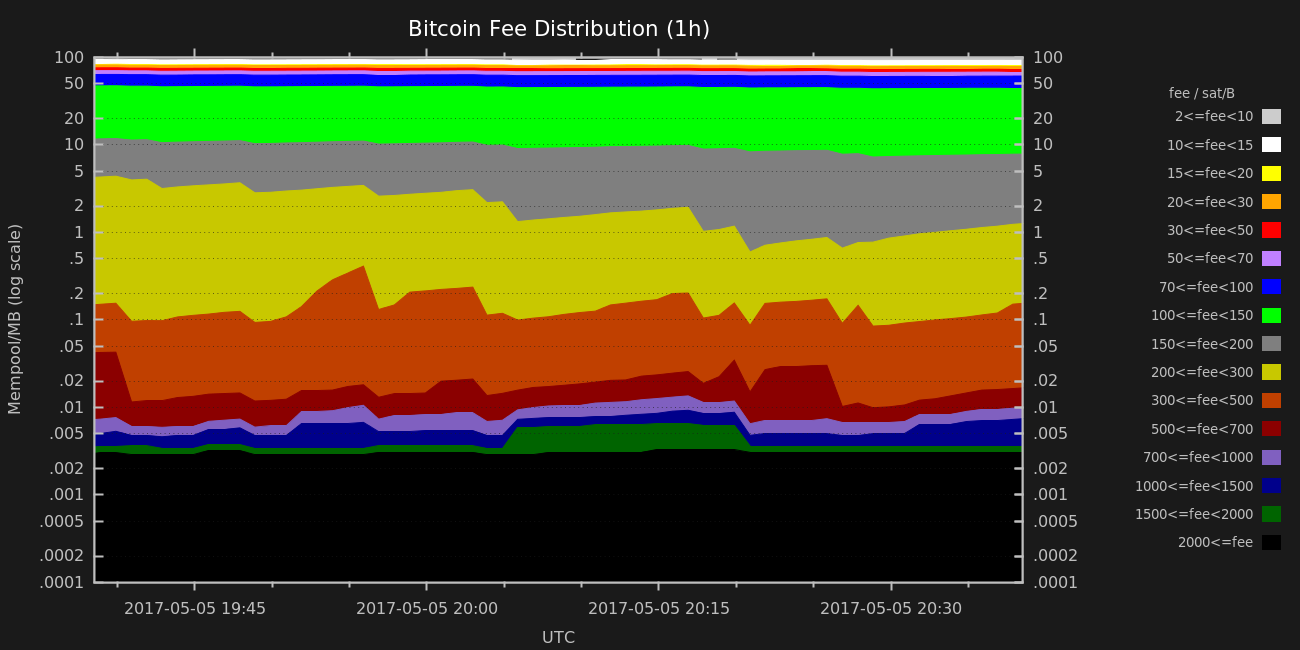 Bitcoin Fee Distribution (1h)
100
50
20
10
5
2
1
.5
.2
.1
.05
.02
.01
.005
.002
.001
.0005
.0002
.0001
Mempool/MB (log scale)
100
50
20
10
5
2
1
.5
.2
.1
.05
.02
.01
.005
.002
.001
.0005
.0002
.0001
2017-05-05 19:45
2017-05-05 20:00
2017-05-05 20:15
2017-05-05 20:30
UTC
fee / sat/B
2<=fee<10
10<=fee<15
15<=fee<20
20<=fee<30
30<=fee<50
50<=fee<70
70<=fee<100
100<=fee<150
150<=fee<200
200<=fee<300
300<=fee<500
500<=fee<700
700<=fee<1000
1000<=fee<1500
1500<=fee<2000
2000<=fee